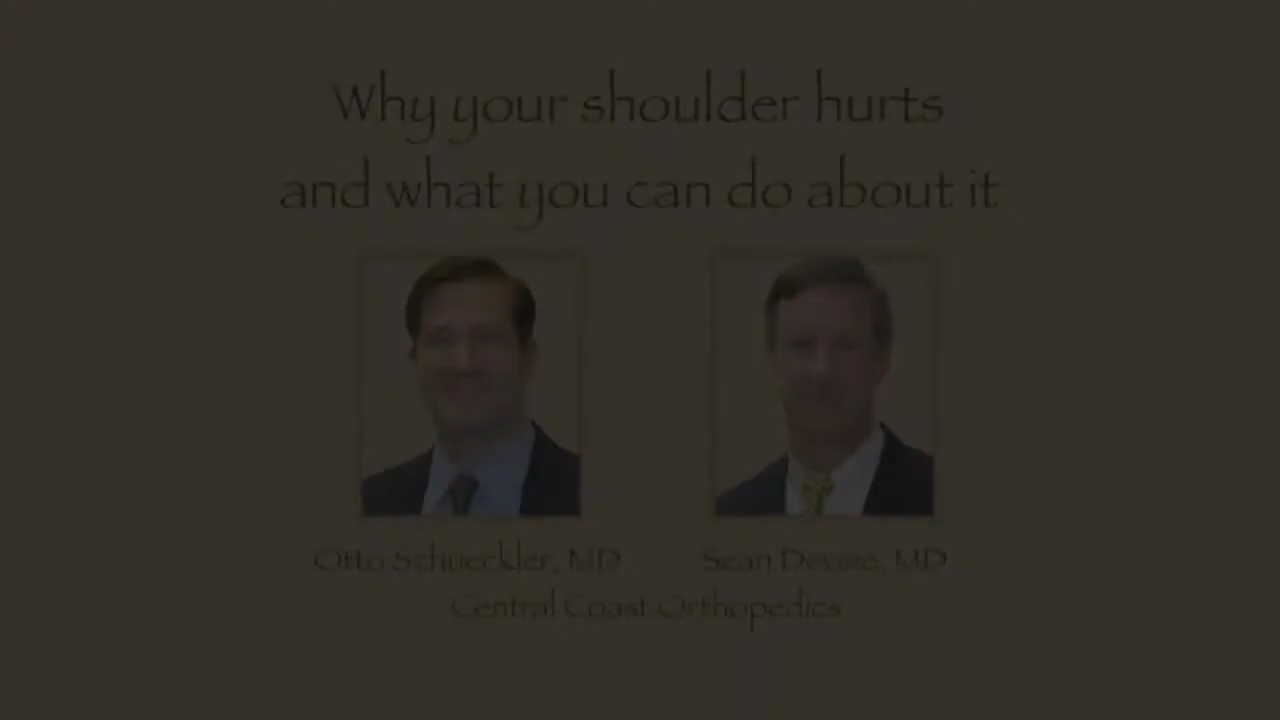 Why your shoulder hurts
and what you can do about it
Otto Schueckler, MD
Sean Devoe, MD
Central Coast Orthopedics